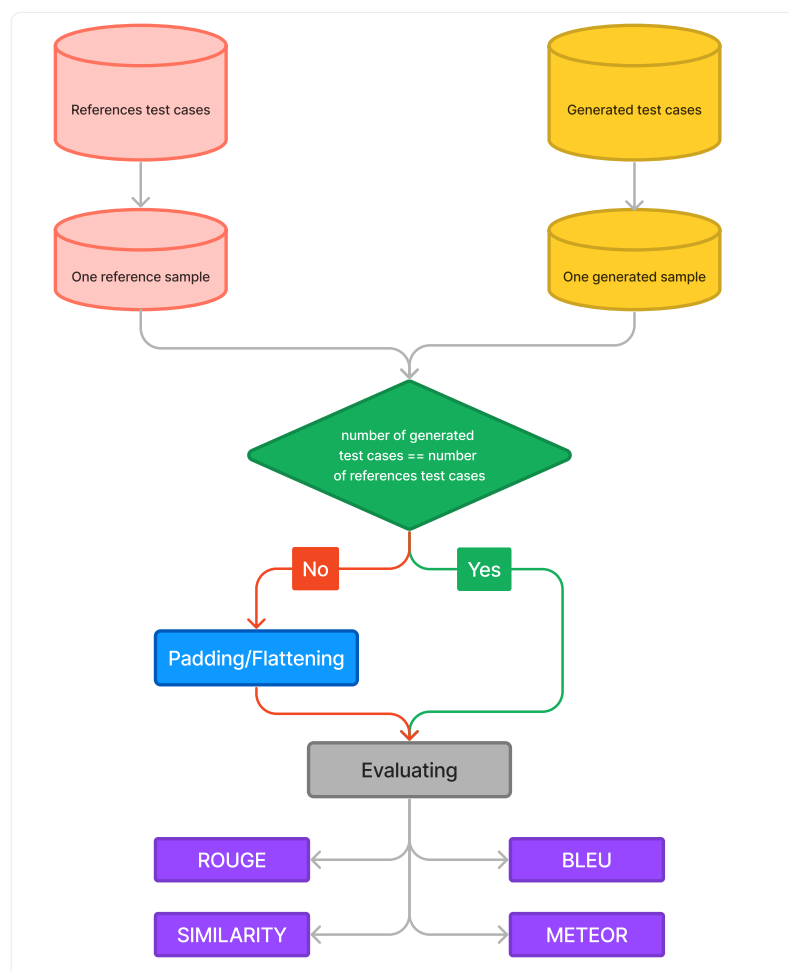 References test cases
Generated test cases
One reference sample
One generated sample
number of generated
test cases == number
of references test cases
No
Yes
Padding/Flattening
Evaluating
ROUGE
BLEU
SIMILARITY
METEOR